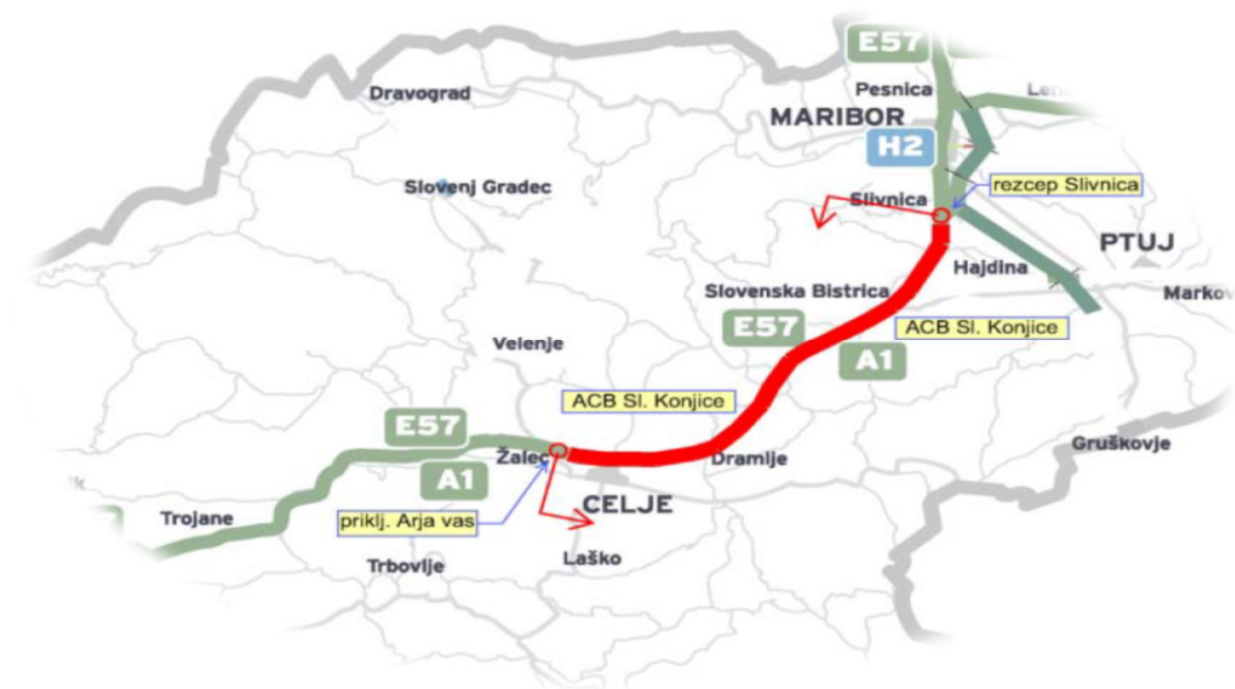 E57
Pesnica
Dravograd
MARIBOR
H2
Slovenj Gradec
Slivnica
rezcep Slivnica
PTUJ
Hajdina
Slovenska Bistrica
E57
ACB Sl. Konjice
A1
Velenje
ACB Sl. Konjice
E57
Gruškovje
Žalec
Dramlje
A1
CELJE
Trojane
priklj. Arja vas
Laško
Trbovlje